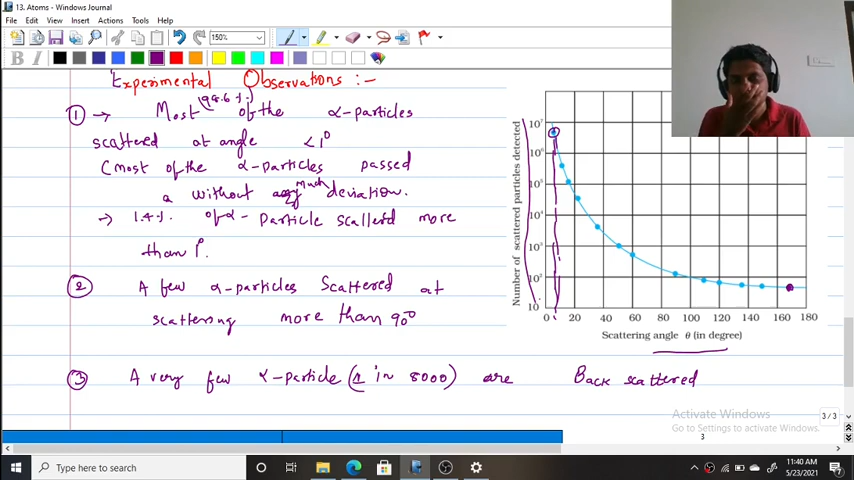 13. Atoms - Windows Journal
File Edit View Insert Actions Tools Help
150%
B I
Experimental Observations :-
① → Most of the α-particles
scattered at angle < 1°
(most of the α-particles passed
a without much deviation.
→ 1.4 %. of α- Particle scatterd more
than 1°.
② A few α-particles Scattered at
scattering more than 90°
③ A very few α-particle (1 in 8000) are Back scattered
Number of scattered particles detected
10⁷
10⁶
10⁵
10⁴
10³
10²
10
0 20 40 60 80 100 120 140 160 180
Scattering angle θ (in degree)
Activate Windows
Go to Settings to activate Windows.
3/3
3
Type here to search
11:40 AM
5/23/2021